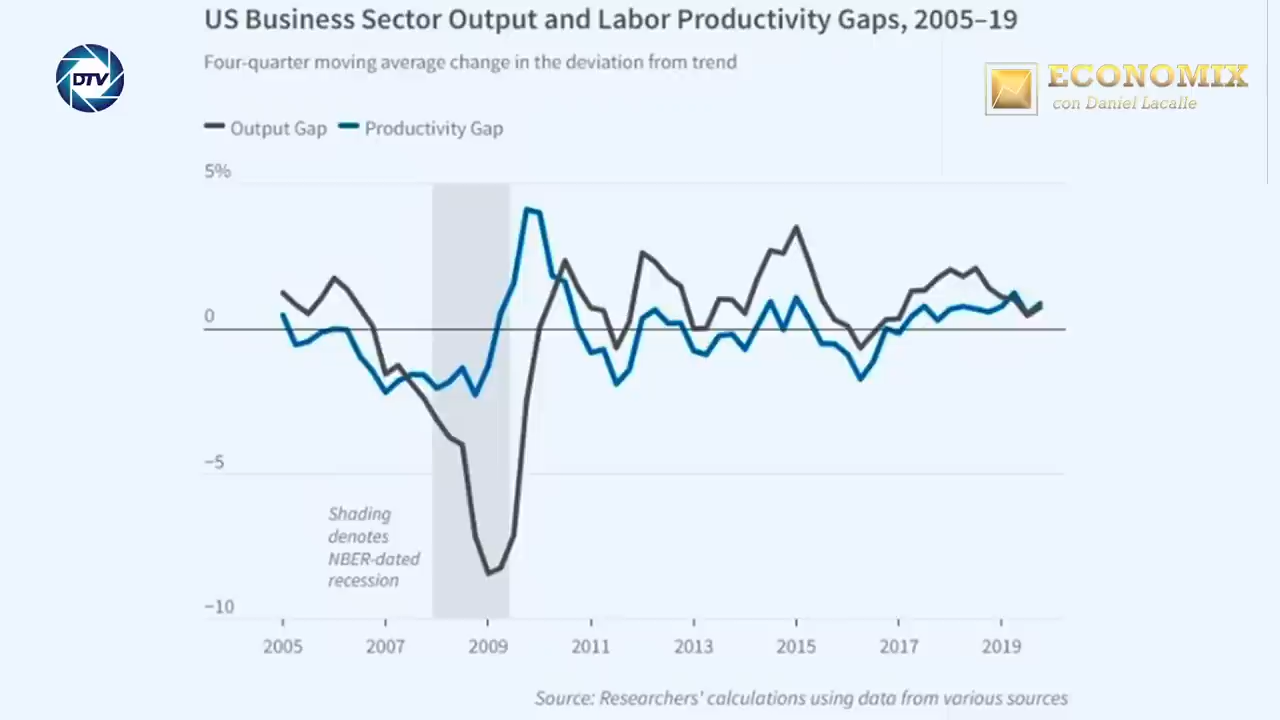 US Business Sector Output and Labor Productivity Gaps, 2005–19
Four-quarter moving average change in the deviation from trend
DTV
ECONOMIX
con Daniel Lacalle
Output Gap
Productivity Gap
5%
0
−5
−10
Shading
denotes
NBER-dated
recession
2005 2007 2009 2011 2013 2015 2017 2019
Source: Researchers' calculations using data from various sources